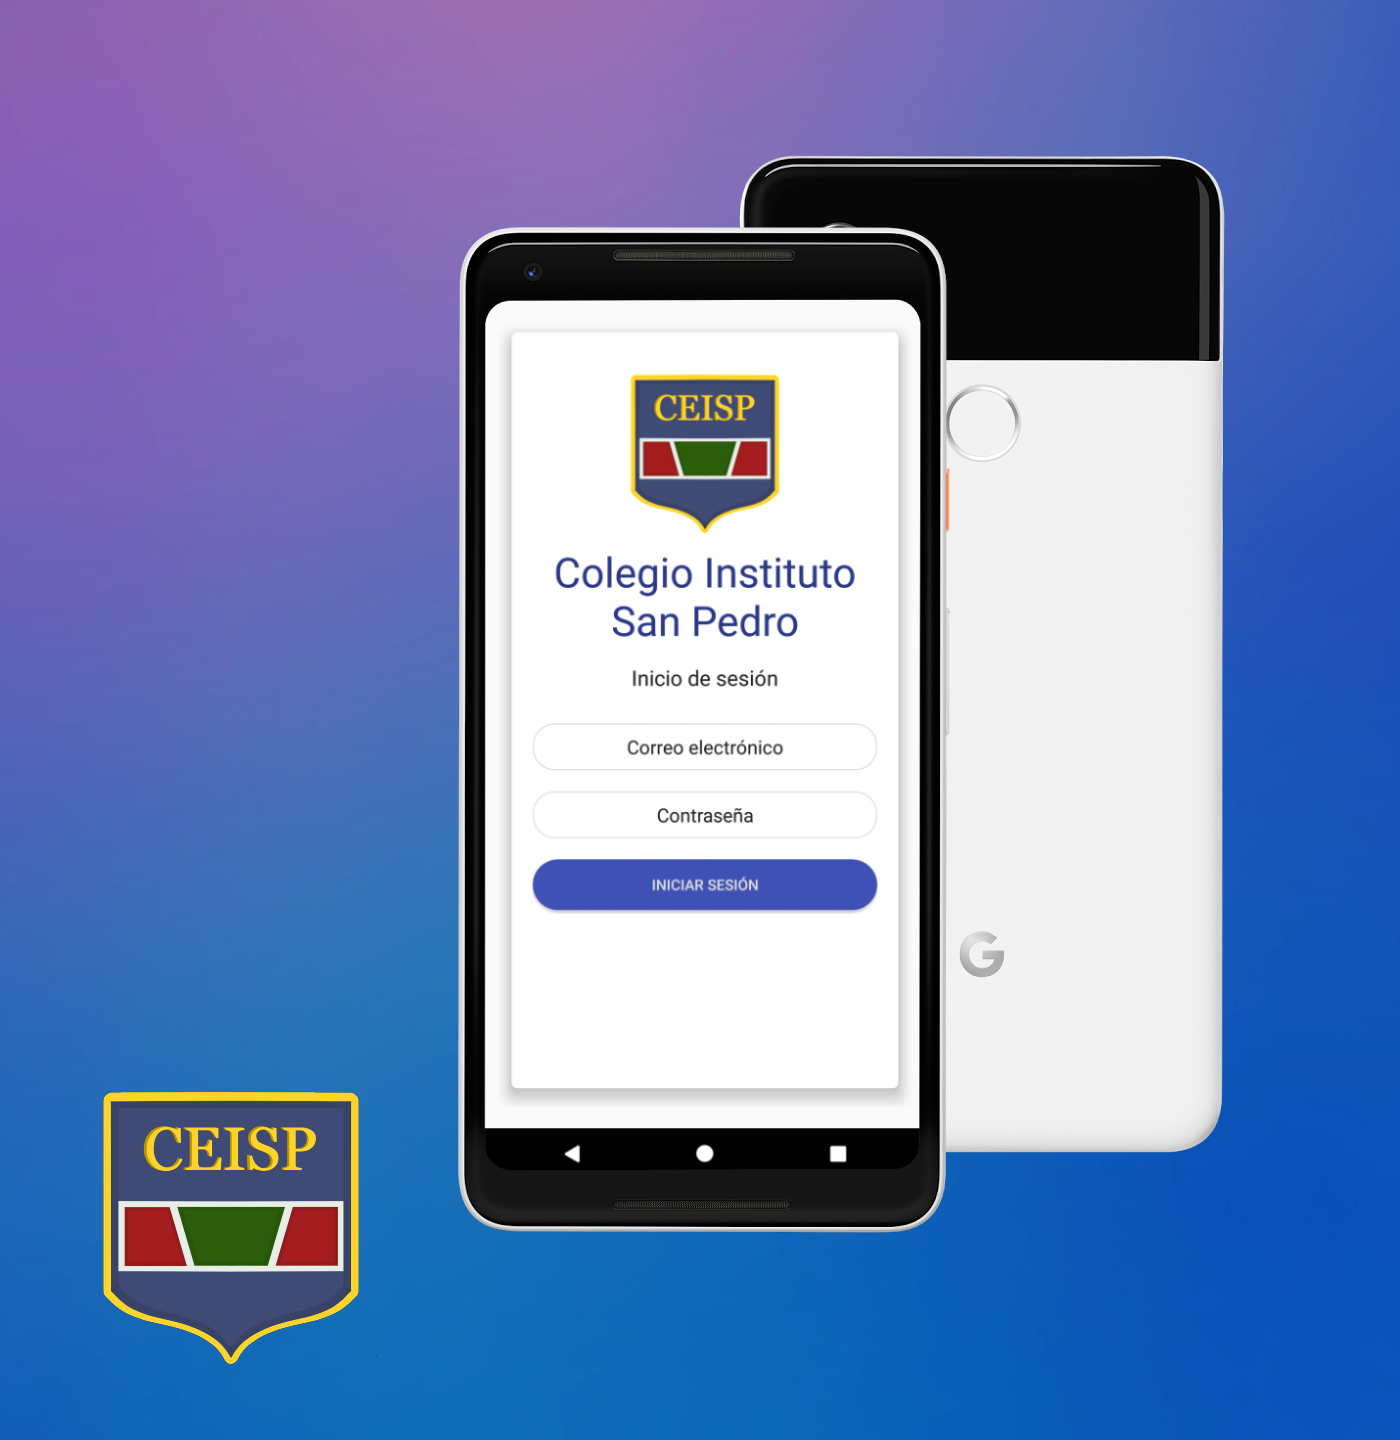 CEISP
Colegio Instituto
San Pedro
Inicio de sesión
Correo electrónico
Contraseña
INICIAR SESIÓN
G
CEISP